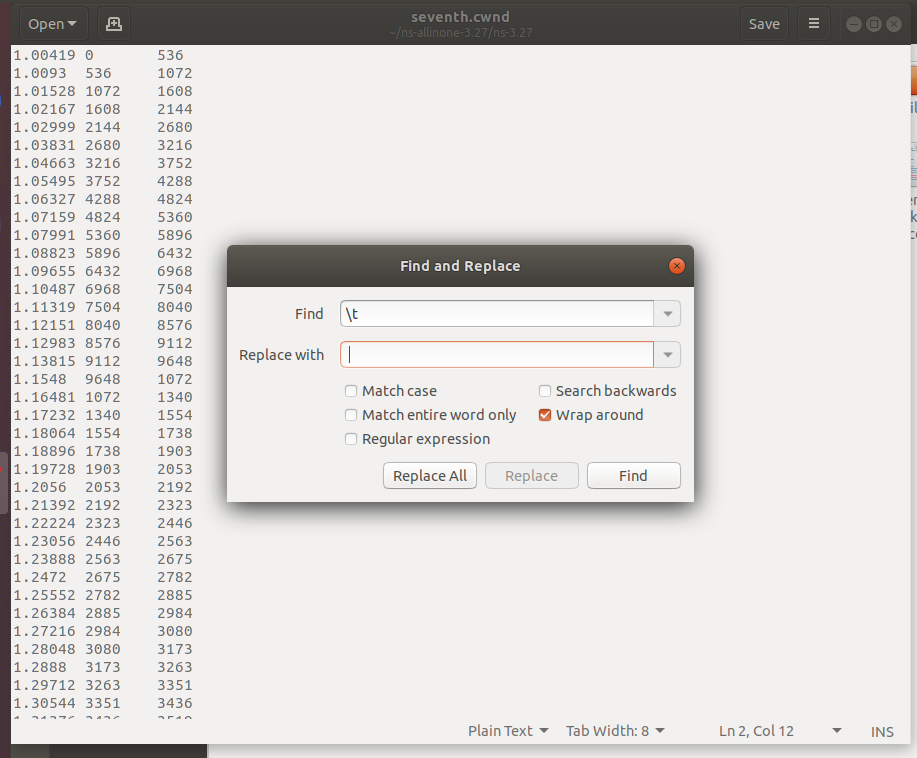 Open
seventh.cwnd
~/ns-allinone-3.27/ns-3.27
Save
1.00419 0 536
1.0093 536 1072
1.01528 1072 1608
1.02167 1608 2144
1.02999 2144 2680
1.03831 2680 3216
1.04663 3216 3752
1.05495 3752 4288
1.06327 4288 4824
1.07159 4824 5360
1.07991 5360 5896
1.08823 5896 6432
1.09655 6432 6968
1.10487 6968 7504
1.11319 7504 8040
1.12151 8040 8576
1.12983 8576 9112
1.13815 9112 9648
1.1548 9648 1072
1.16481 1072 1340
1.17232 1340 1554
1.18064 1554 1738
1.18896 1738 1903
1.19728 1903 2053
1.2056 2053 2192
1.21392 2192 2323
1.22224 2323 2446
1.23056 2446 2563
1.23888 2563 2675
1.2472 2675 2782
1.25552 2782 2885
1.26384 2885 2984
1.27216 2984 3080
1.28048 3080 3173
1.2888 3173 3263
1.29712 3263 3351
1.30544 3351 3436
Find and Replace
Find \t
Replace with
Match case Search backwards
Match entire word only Wrap around
Regular expression
Replace All Replace Find
Plain Text Tab Width: 8 Ln 2, Col 12 INS